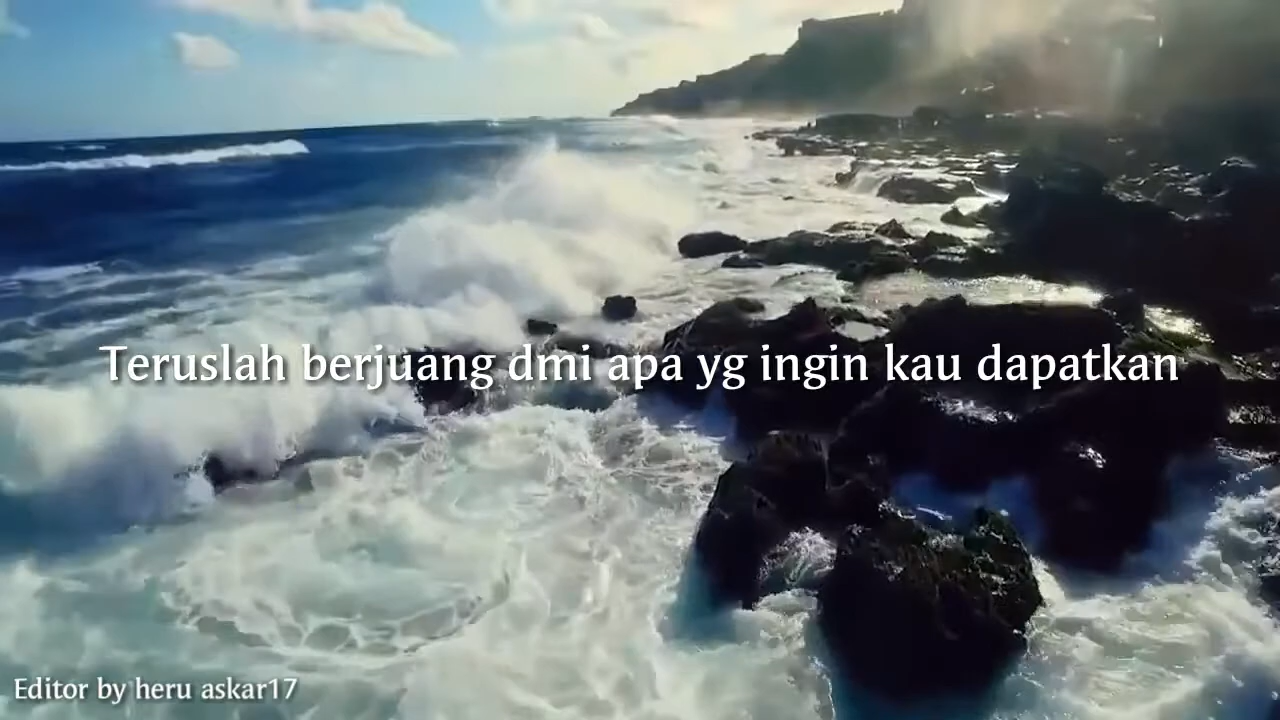 Teruslah berjuang dmi apa yg ingin kau dapatkan
Editor by heru askar17